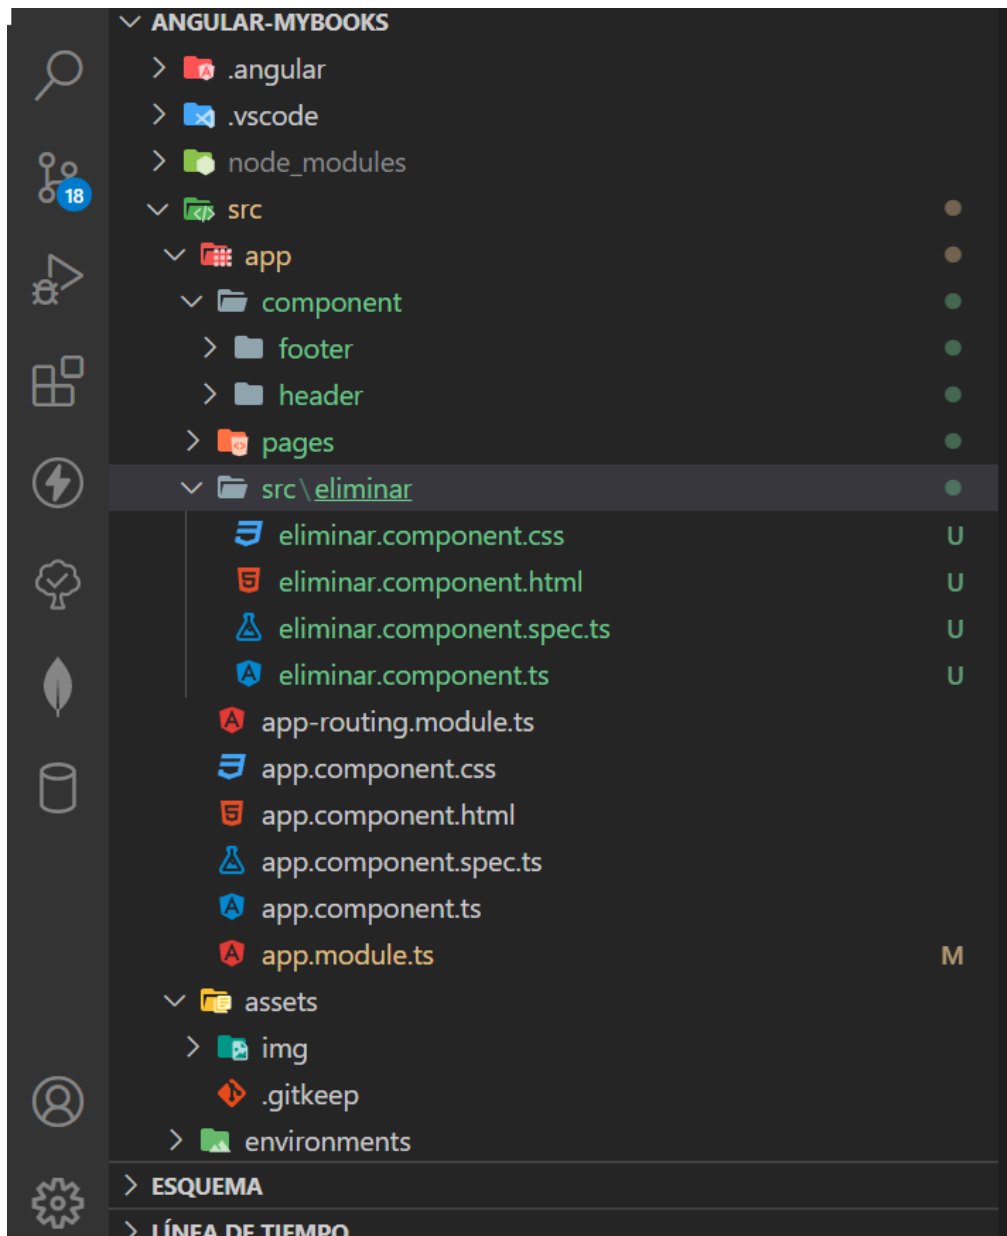 ANGULAR-MYBOOKS
.angular
.vscode
node_modules
18
src
app
component
footer
header
pages
src\eliminar
eliminar.component.css U
eliminar.component.html U
eliminar.component.spec.ts U
eliminar.component.ts U
app-routing.module.ts
app.component.css
app.component.html
app.component.spec.ts
app.component.ts
app.module.ts M
assets
img
.gitkeep
environments
ESQUEMA
LÍNEA DE TIEMPO